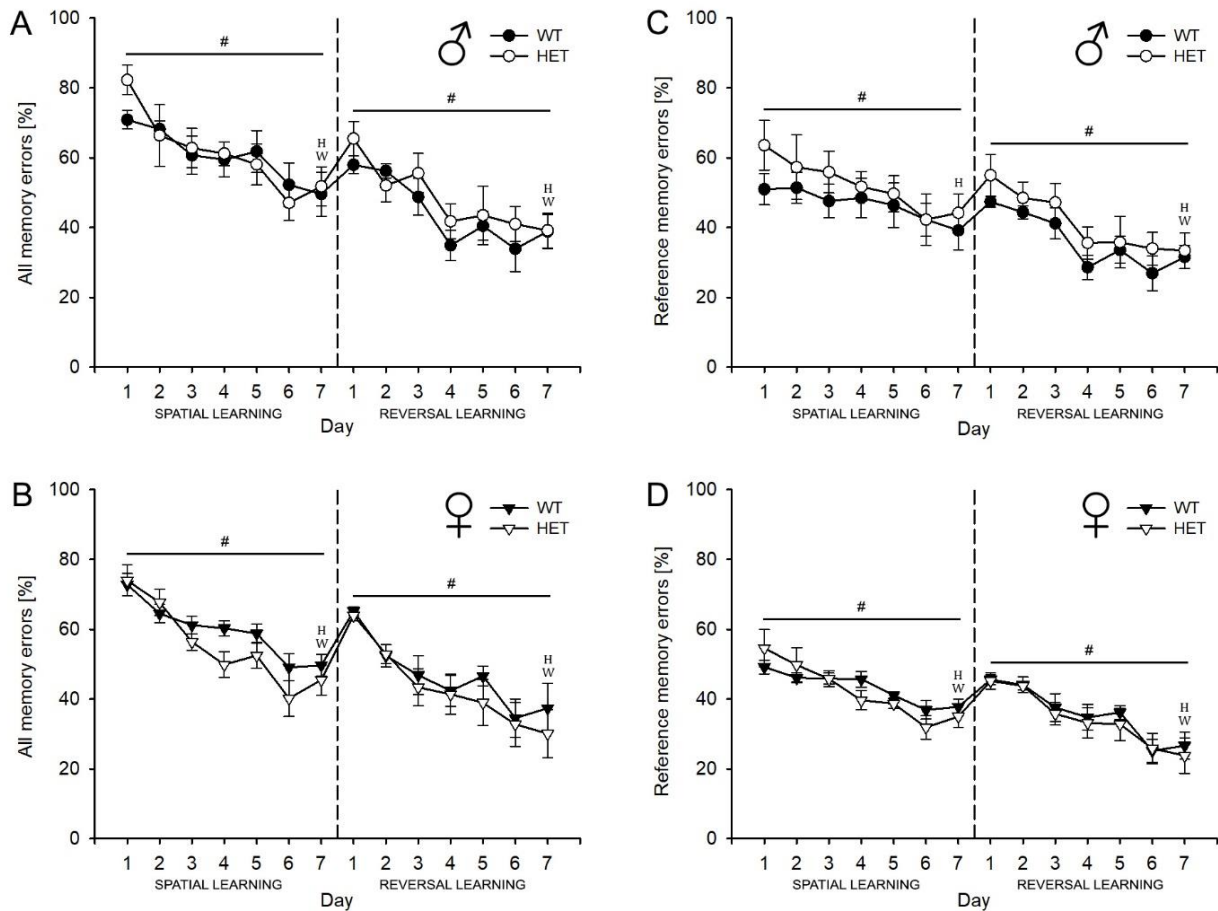 A
All memory errors [%]
100
80
60
40
20
0
#
#
♂
WT
HET
H
W
H
W
1 2 3 4 5 6 7 1 2 3 4 5 6 7
SPATIAL LEARNING REVERSAL LEARNING
Day
C
Reference memory errors [%]
100
80
60
40
20
0
#
#
♂
WT
HET
H
H
W
1 2 3 4 5 6 7 1 2 3 4 5 6 7
SPATIAL LEARNING REVERSAL LEARNING
Day
B
All memory errors [%]
100
80
60
40
20
0
#
#
♀
WT
HET
H
W
H
W
1 2 3 4 5 6 7 1 2 3 4 5 6 7
SPATIAL LEARNING REVERSAL LEARNING
Day
D
Reference memory errors [%]
100
80
60
40
20
0
#
#
♀
WT
HET
H
W
H
W
1 2 3 4 5 6 7 1 2 3 4 5 6 7
SPATIAL LEARNING REVERSAL LEARNING
Day